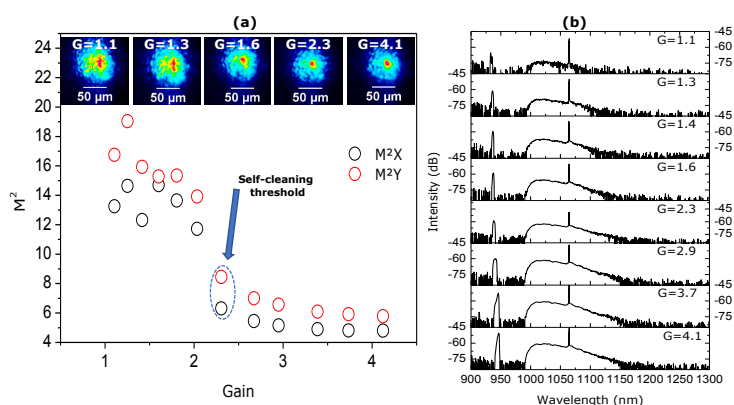 (a)
G=1.1 G=1.3 G=1.6 G=2.3 G=4.1
50 µm 50 µm 50 µm 50 µm 50 µm
24
22
20
18
16
14
12
10
8
6
4
M²
M²X
M²Y
Self-cleaning
threshold
1 2 3 4
Gain
(b)
G=1.1
G=1.3
G=1.4
G=1.6
G=2.3
G=2.9
G=3.7
G=4.1
-45
-75
-45
-75
-45
-60
-75
-45
-60
-75
-45
-75
-45
-60
-75
-45
-60
-75
-45
-60
-75
Intensity (dB)
900 950 1000 1050 1100 1150 1200 1250 1300
Wavelength (nm)